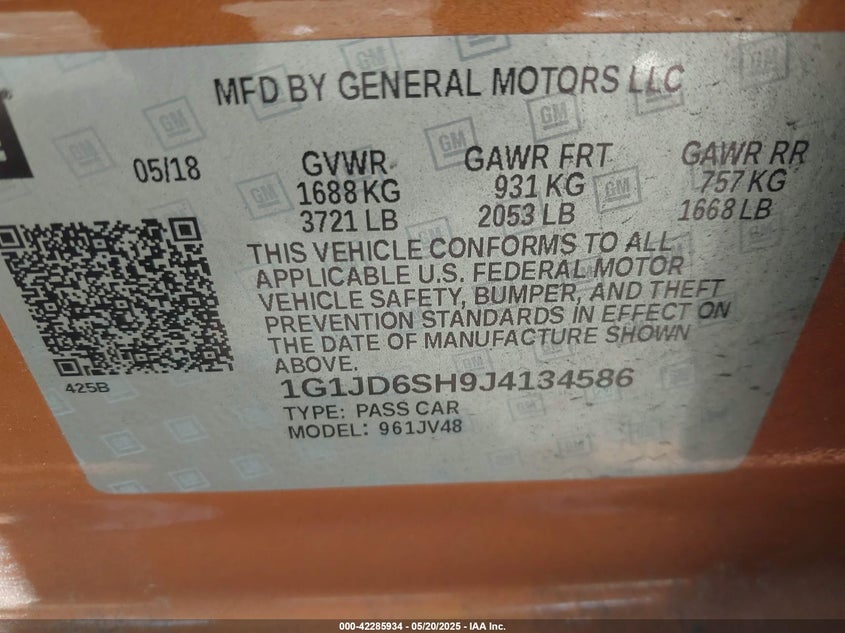 MFD BY GENERAL MOTORS LLC
05/18 GVWR GAWR FRT GAWR RR
1688 KG 931 KG 757 KG
3721 LB 2053 LB 1668 LB
THIS VEHICLE CONFORMS TO ALL
APPLICABLE U.S. FEDERAL MOTOR
VEHICLE SAFETY, BUMPER, AND THEFT
PREVENTION STANDARDS IN EFFECT ON
THE DATE OF MANUFACTURE SHOWN
ABOVE.
425B
1G1JD6SH9J4134586
TYPE: PASS CAR
MODEL: 961JV48
000-42285934 - 05/20/2025 - IAA Inc.